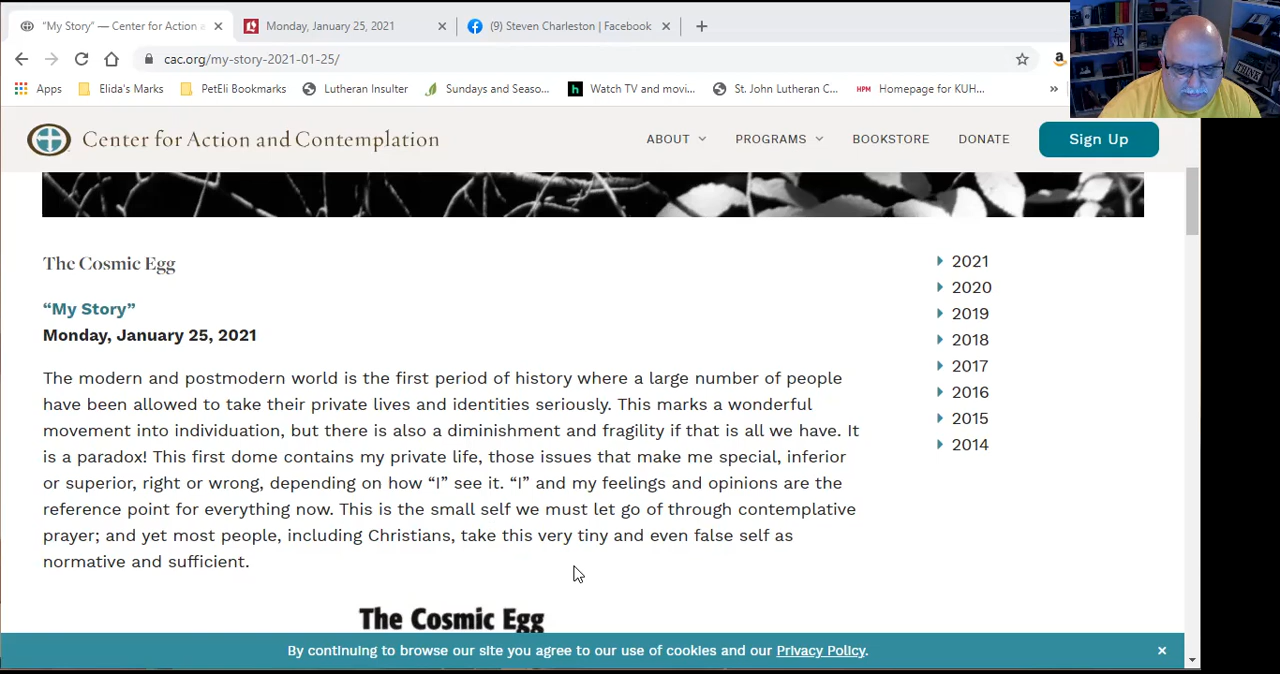 "My Story" — Center for Action a
Monday, January 25, 2021
(9) Steven Charleston | Facebook
cac.org/my-story-2021-01-25/
Apps
Elida's Marks
PetEli Bookmarks
Lutheran Insulter
Sundays and Seaso...
Watch TV and movi...
St. John Lutheran C...
HPM
Homepage for KUH...
»
Center for Action and Contemplation
ABOUT
PROGRAMS
BOOKSTORE
DONATE
Sign Up
The Cosmic Egg
“My Story”
Monday, January 25, 2021
The modern and postmodern world is the first period of history where a large number of people
have been allowed to take their private lives and identities seriously. This marks a wonderful
movement into individuation, but there is also a diminishment and fragility if that is all we have. It
is a paradox! This first dome contains my private life, those issues that make me special, inferior
or superior, right or wrong, depending on how “I” see it. “I” and my feelings and opinions are the
reference point for everything now. This is the small self we must let go of through contemplative
prayer; and yet most people, including Christians, take this very tiny and even false self as
normative and sufficient.
2021
2020
2019
2018
2017
2016
2015
2014
The Cosmic Egg
By continuing to browse our site you agree to our use of cookies and our Privacy Policy.
THINK